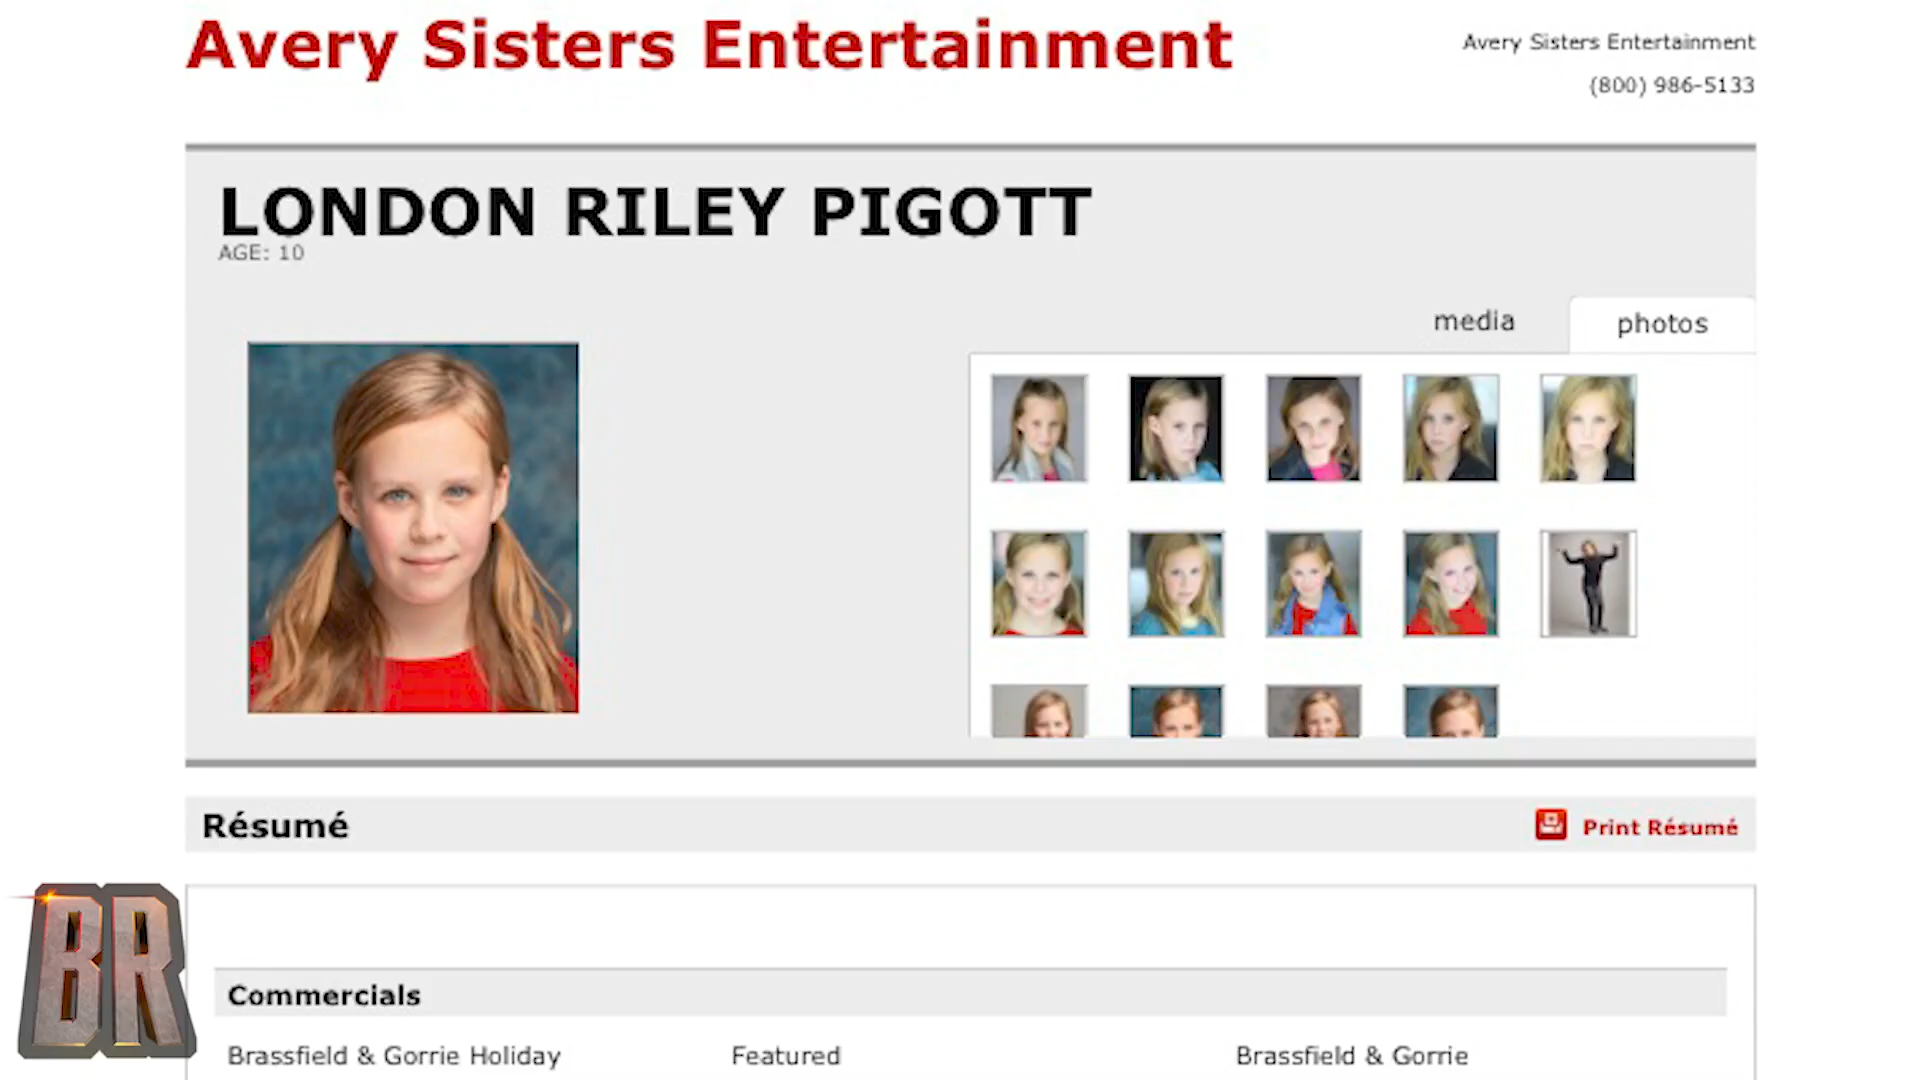 Avery Sisters Entertainment
Avery Sisters Entertainment
(800) 986-5133
LONDON RILEY PIGOTT
AGE: 10
media
photos
Résumé
Print Résumé
BR
Commercials
Brassfield & Gorrie Holiday Featured Brassfield & Gorrie